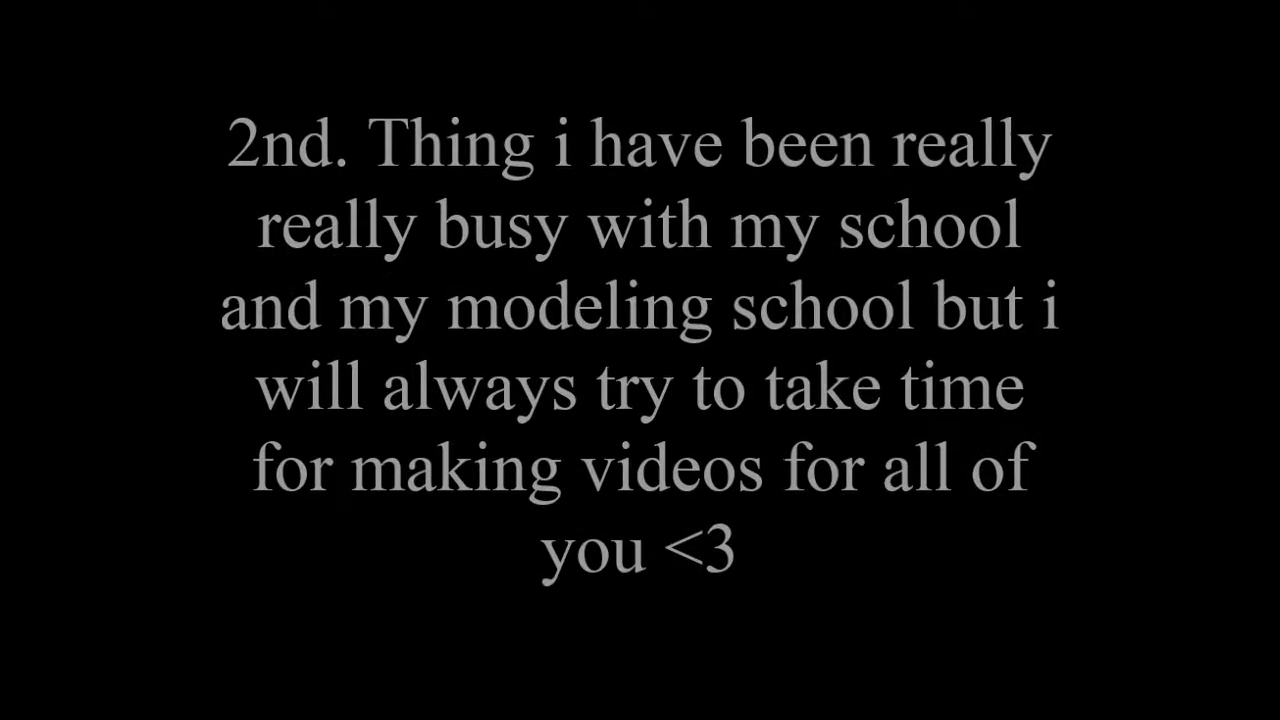 2nd. Thing i have been really
really busy with my school
and my modeling school but i
will always try to take time
for making videos for all of
you <3